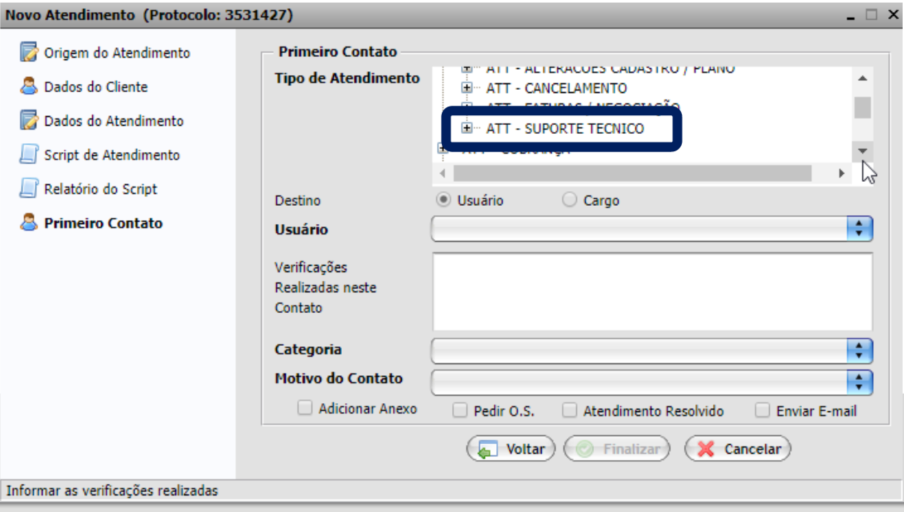 Novo Atendimento (Protocolo: 3531427)
Origem do Atendimento
Dados do Cliente
Dados do Atendimento
Script de Atendimento
Relatório do Script
Primeiro Contato
Primeiro Contato
Tipo de Atendimento
ATT - ALTERACOES CADASTRO / PLANO
ATT - CANCELAMENTO
ATT - FATURAS / NEGOCIAÇÃO
ATT - SUPORTE TECNICO
ATT - COBRANÇA
Destino
Usuário
Cargo
Usuário
Verificações
Realizadas neste
Contato
Categoria
Motivo do Contato
Adicionar Anexo
Pedir O.S.
Atendimento Resolvido
Enviar E-mail
Voltar
Finalizar
Cancelar
Informar as verificações realizadas